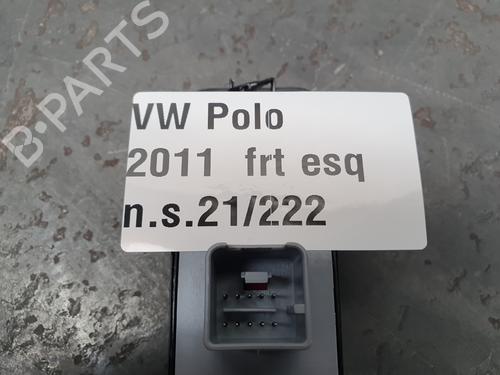 B-PARTS
VW Polo
2011 frt esq
n.s.21/222